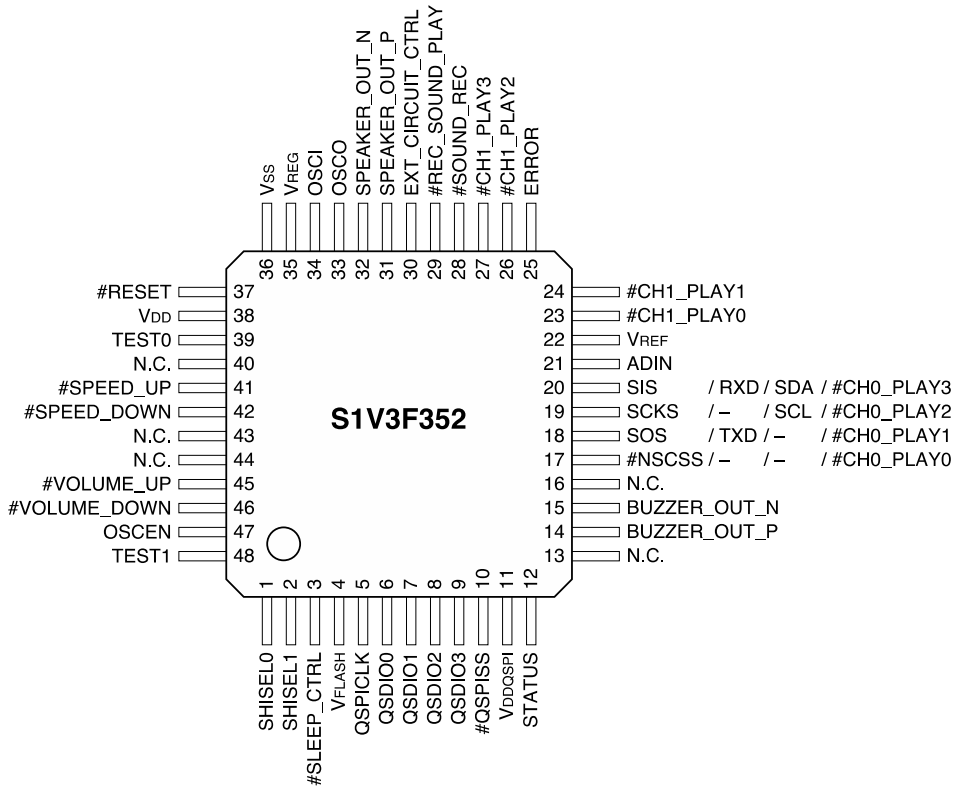 VSS
VREG
OSCI
OSCO
SPEAKER_OUT_N
SPEAKER_OUT_P
EXT_CIRCUIT_CTRL
#REC_SOUND_PLAY
#SOUND_REC
#CH1_PLAY3
#CH1_PLAY2
ERROR
36 35 34 33 32 31 30 29 28 27 26 25
#RESET 37
VDD 38
TEST0 39
N.C. 40
#SPEED_UP 41
#SPEED_DOWN 42
N.C. 43
N.C. 44
#VOLUME_UP 45
#VOLUME_DOWN 46
OSCEN 47
TEST1 48
S1V3F352
24 #CH1_PLAY1
23 #CH1_PLAY0
22 VREF
21 ADIN
20 SIS / RXD / SDA / #CH0_PLAY3
19 SCKS / – / SCL / #CH0_PLAY2
18 SOS / TXD / – / #CH0_PLAY1
17 #NSCSS / – / – / #CH0_PLAY0
16 N.C.
15 BUZZER_OUT_N
14 BUZZER_OUT_P
13 N.C.
1 2 3 4 5 6 7 8 9 10 11 12
SHISEL0
SHISEL1
#SLEEP_CTRL
VFLASH
QSPICLK
QSDIO0
QSDIO1
QSDIO2
QSDIO3
#QSPISS
VDDQSPI
STATUS